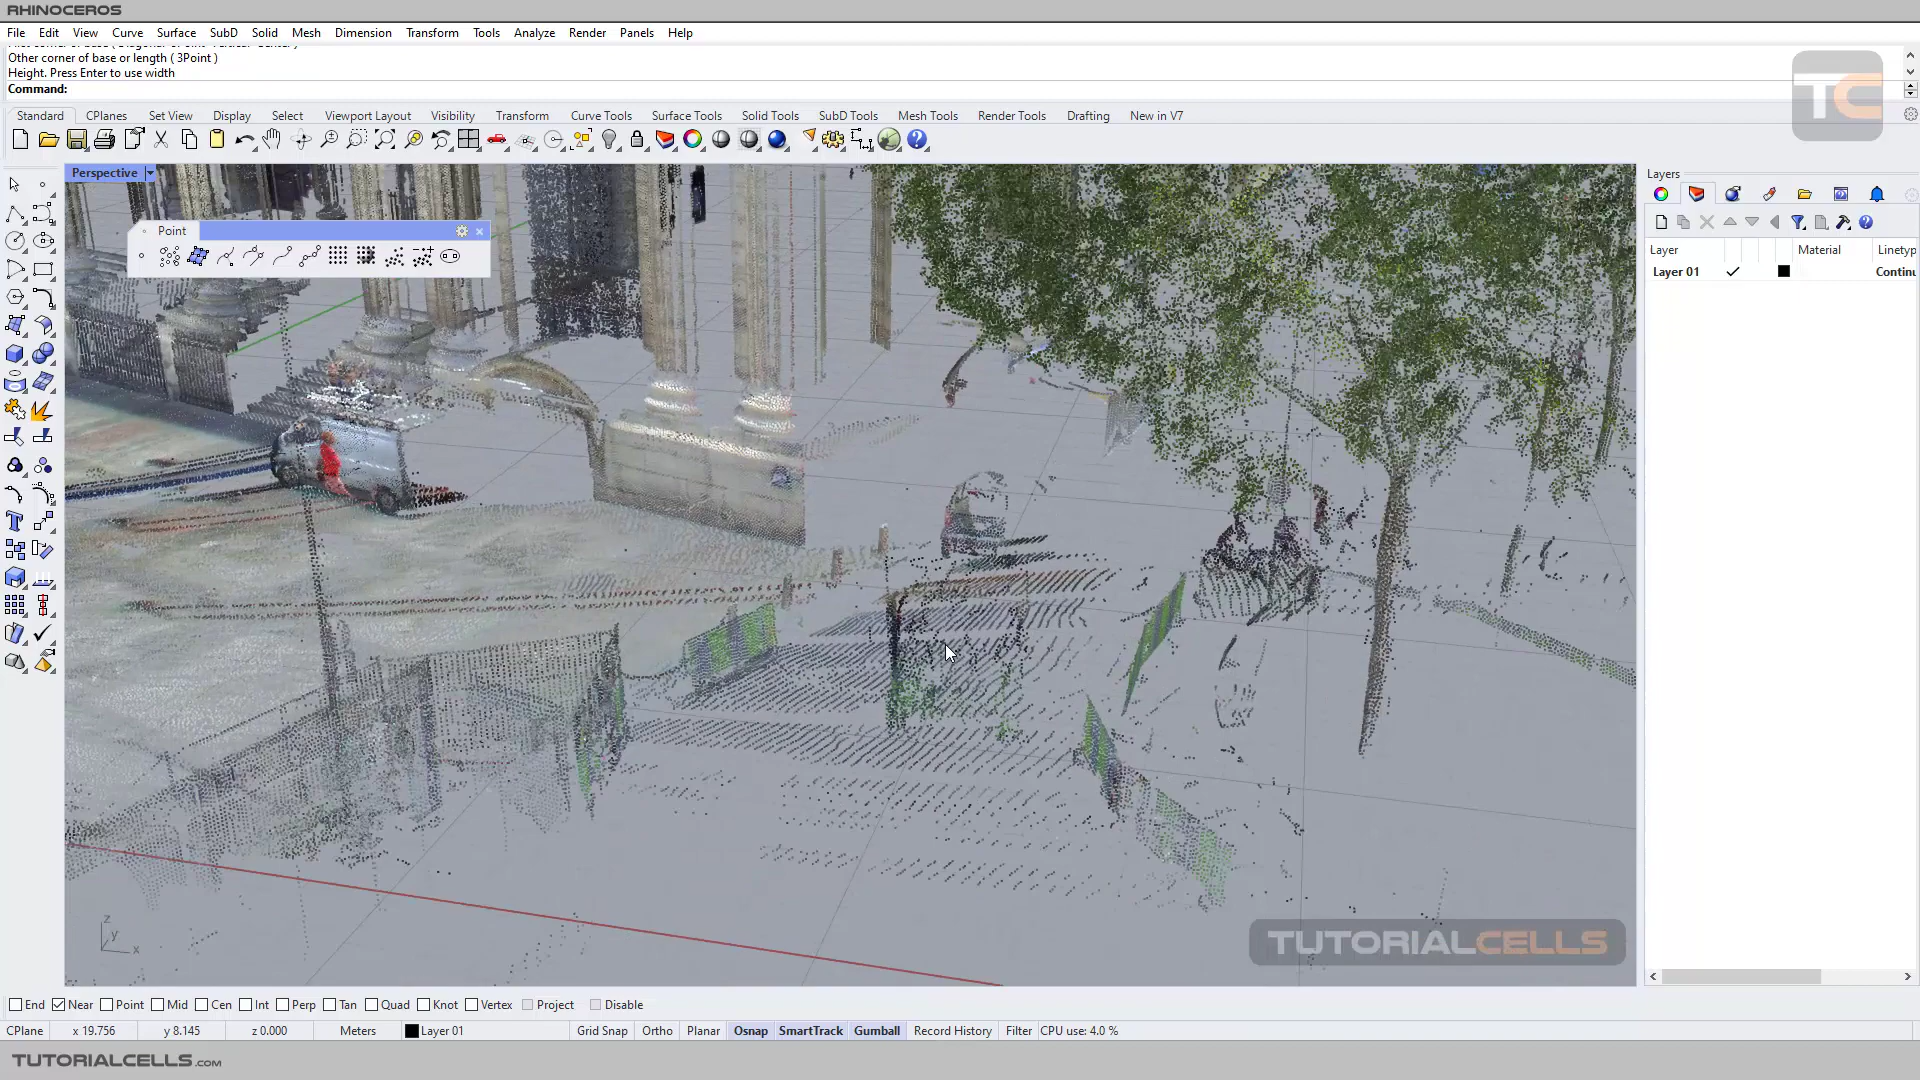 RHINOCEROS
File Edit View Curve Surface SubD Solid Mesh Dimension Transform Tools Analyze Render Panels Help
Other corner of base or length ( 3Point )
Height. Press Enter to use width
Command:
TC
Standard CPlanes Set View Display Select Viewport Layout Visibility Transform Curve Tools Surface Tools Solid Tools SubD Tools Mesh Tools Render Tools Drafting New in V7
Perspective
Layers
Point
Layer Material Linetyp
Layer 01 Continu
z
y
x
TUTORIALCELLS
End Near Point Mid Cen Int Perp Tan Quad Knot Vertex Project Disable
CPlane x 19.756 y 8.145 z 0.000 Meters Layer 01 Grid Snap Ortho Planar Osnap SmartTrack Gumball Record History Filter CPU use: 4.0 %
TUTORIALCELLS.COM